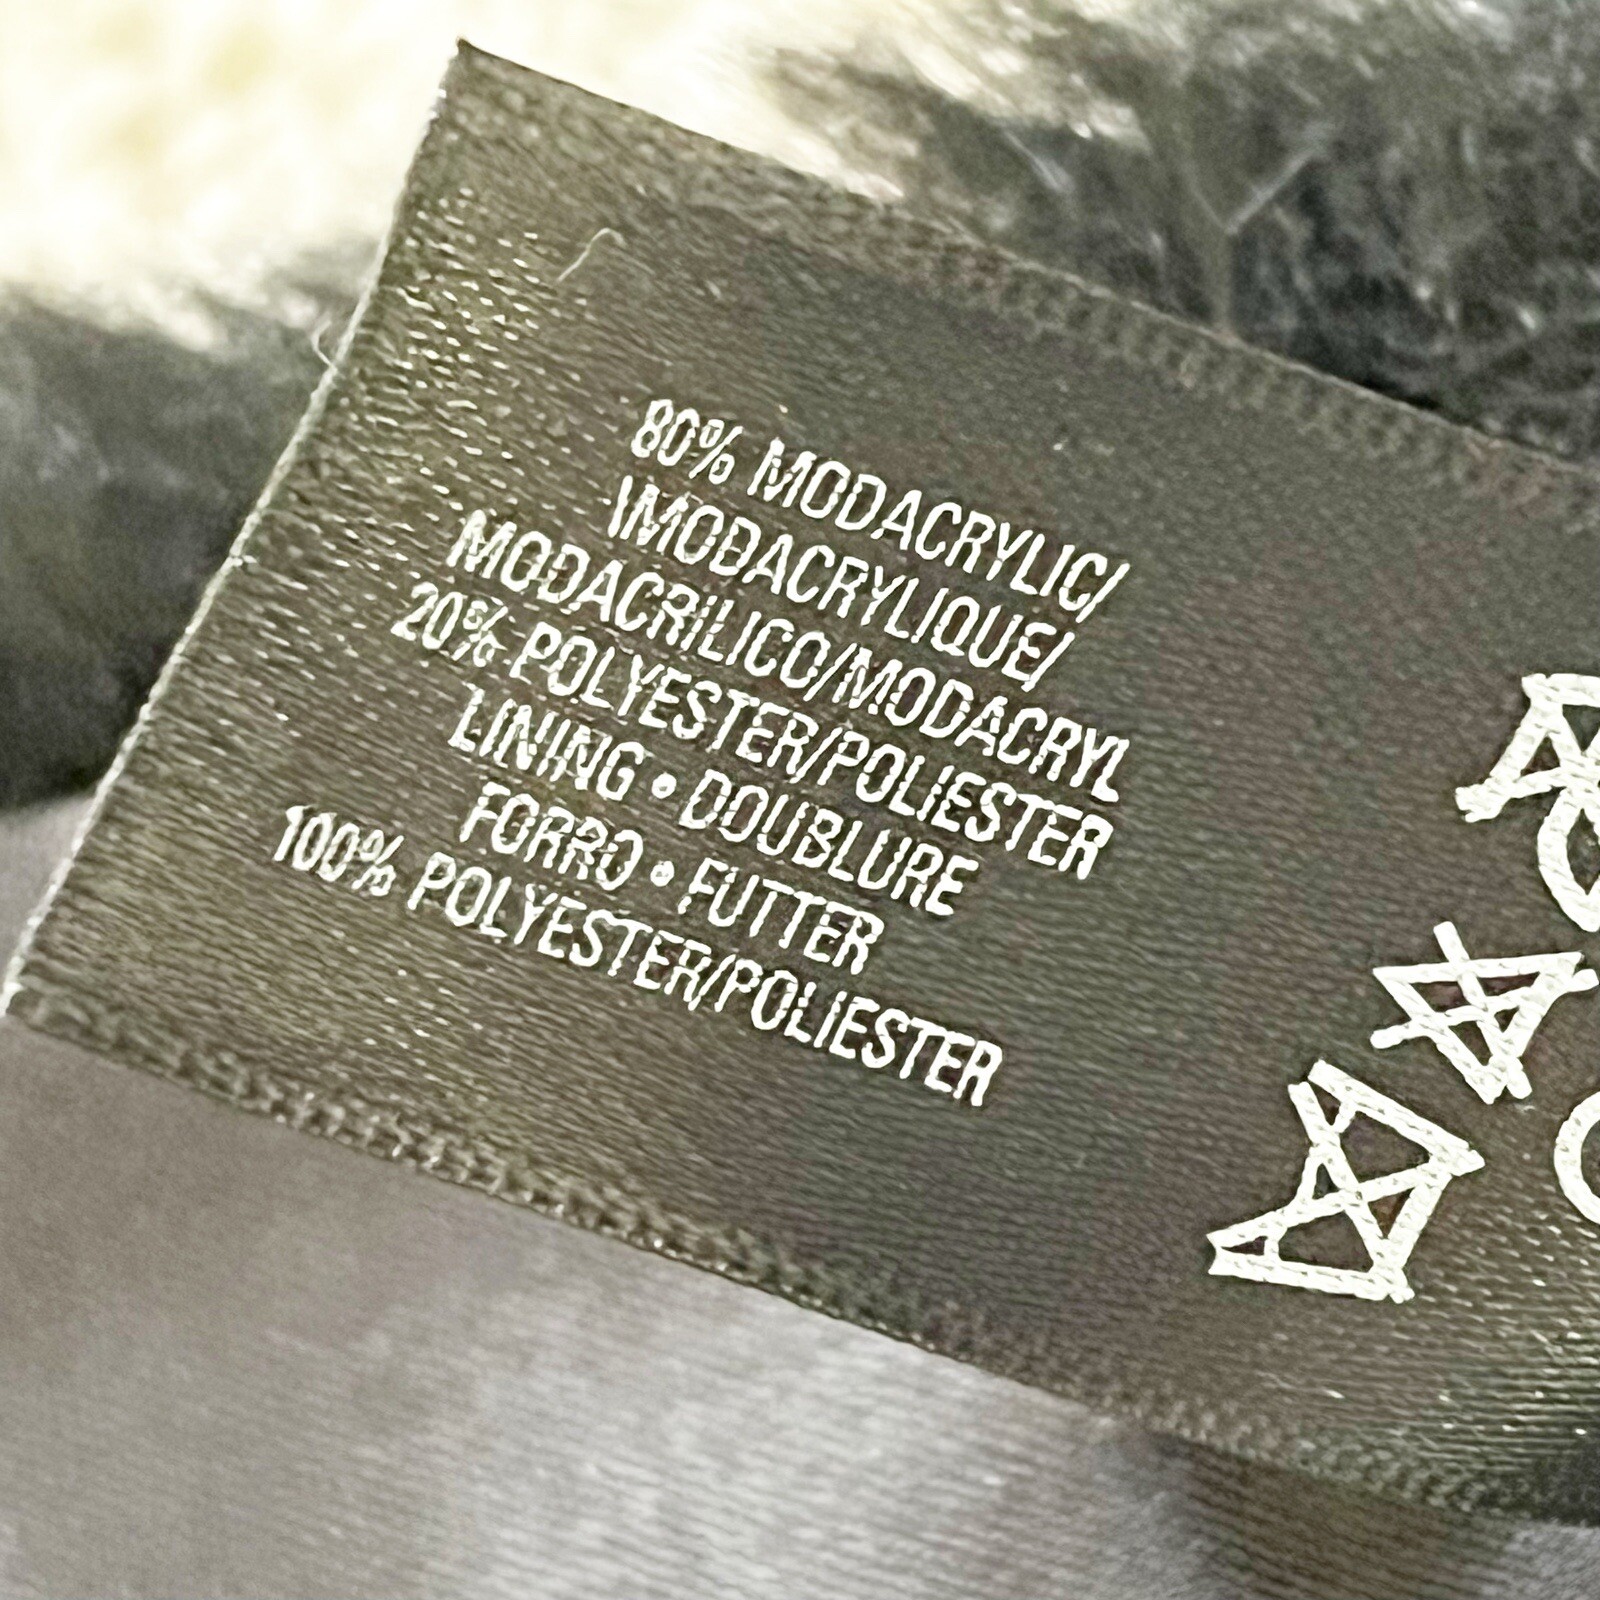 80% MODACRYLIC/
\MODACRYLIQUE/
MODACRILICO/MODACRYL
20% POLYESTER/POLIESTER
LINING • DOUBLURE
FORRO • FUTTER
100% POLYESTER/POLIESTER